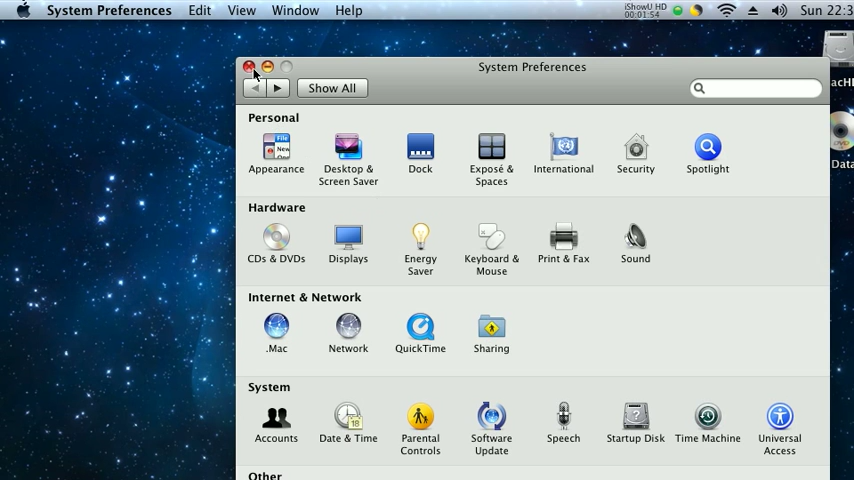 System Preferences Edit View Window Help iShowU HD 00:01:54 Sun 22:3
System Preferences
Show All
acH
Data
Personal
Appearance Desktop & Screen Saver Dock Exposé & Spaces International Security Spotlight
Hardware
CDs & DVDs Displays Energy Saver Keyboard & Mouse Print & Fax Sound
Internet & Network
.Mac Network QuickTime Sharing
System
Accounts Date & Time Parental Controls Software Update Speech Startup Disk Time Machine Universal Access
Other